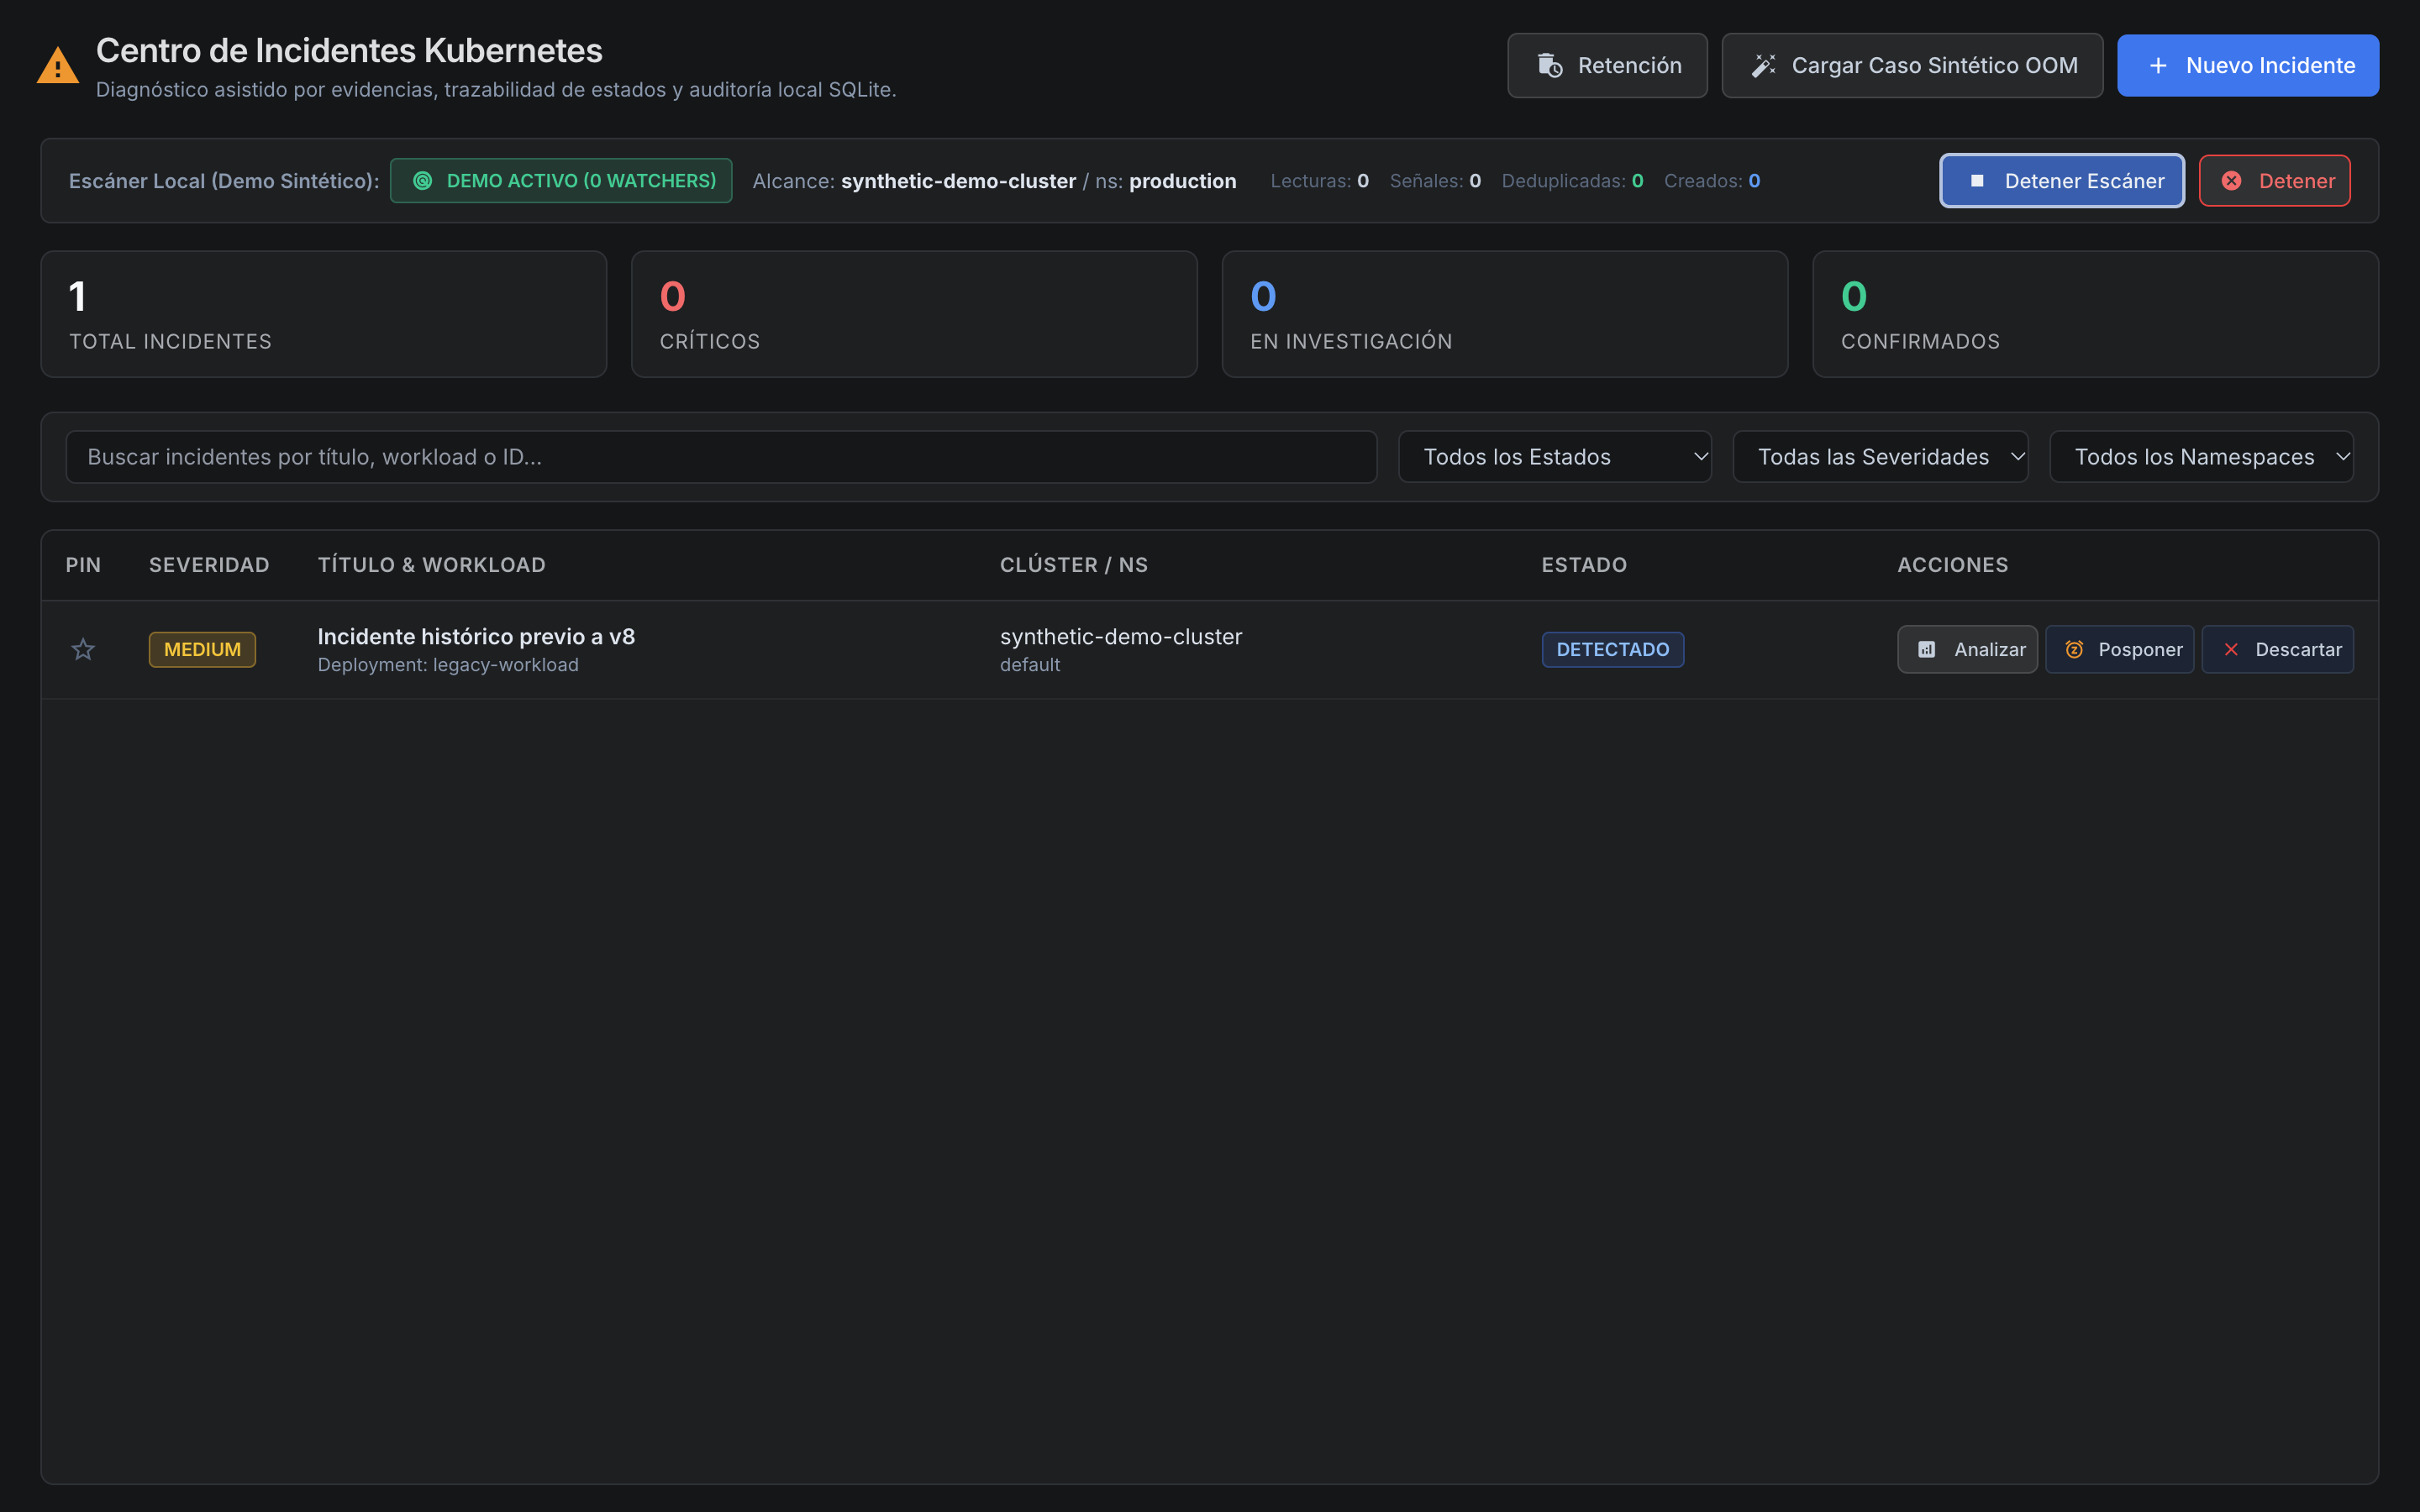 Centro de Incidentes Kubernetes
Diagnóstico asistido por evidencias, trazabilidad de estados y auditoría local SQLite.
Retención
Cargar Caso Sintético OOM
+ Nuevo Incidente
Escáner Local (Demo Sintético): DEMO ACTIVO (0 WATCHERS) Alcance: synthetic-demo-cluster / ns: production Lecturas: 0 Señales: 0 Deduplicadas: 0 Creados: 0
Detener Escáner
Detener
1
TOTAL INCIDENTES
0
CRÍTICOS
0
EN INVESTIGACIÓN
0
CONFIRMADOS
Buscar incidentes por título, workload o ID...
Todos los Estados
Todas las Severidades
Todos los Namespaces
PIN SEVERIDAD TÍTULO & WORKLOAD CLÚSTER / NS ESTADO ACCIONES
MEDIUM
Incidente histórico previo a v8
Deployment: legacy-workload
synthetic-demo-cluster
default
DETECTADO
Analizar
Posponer
Descartar